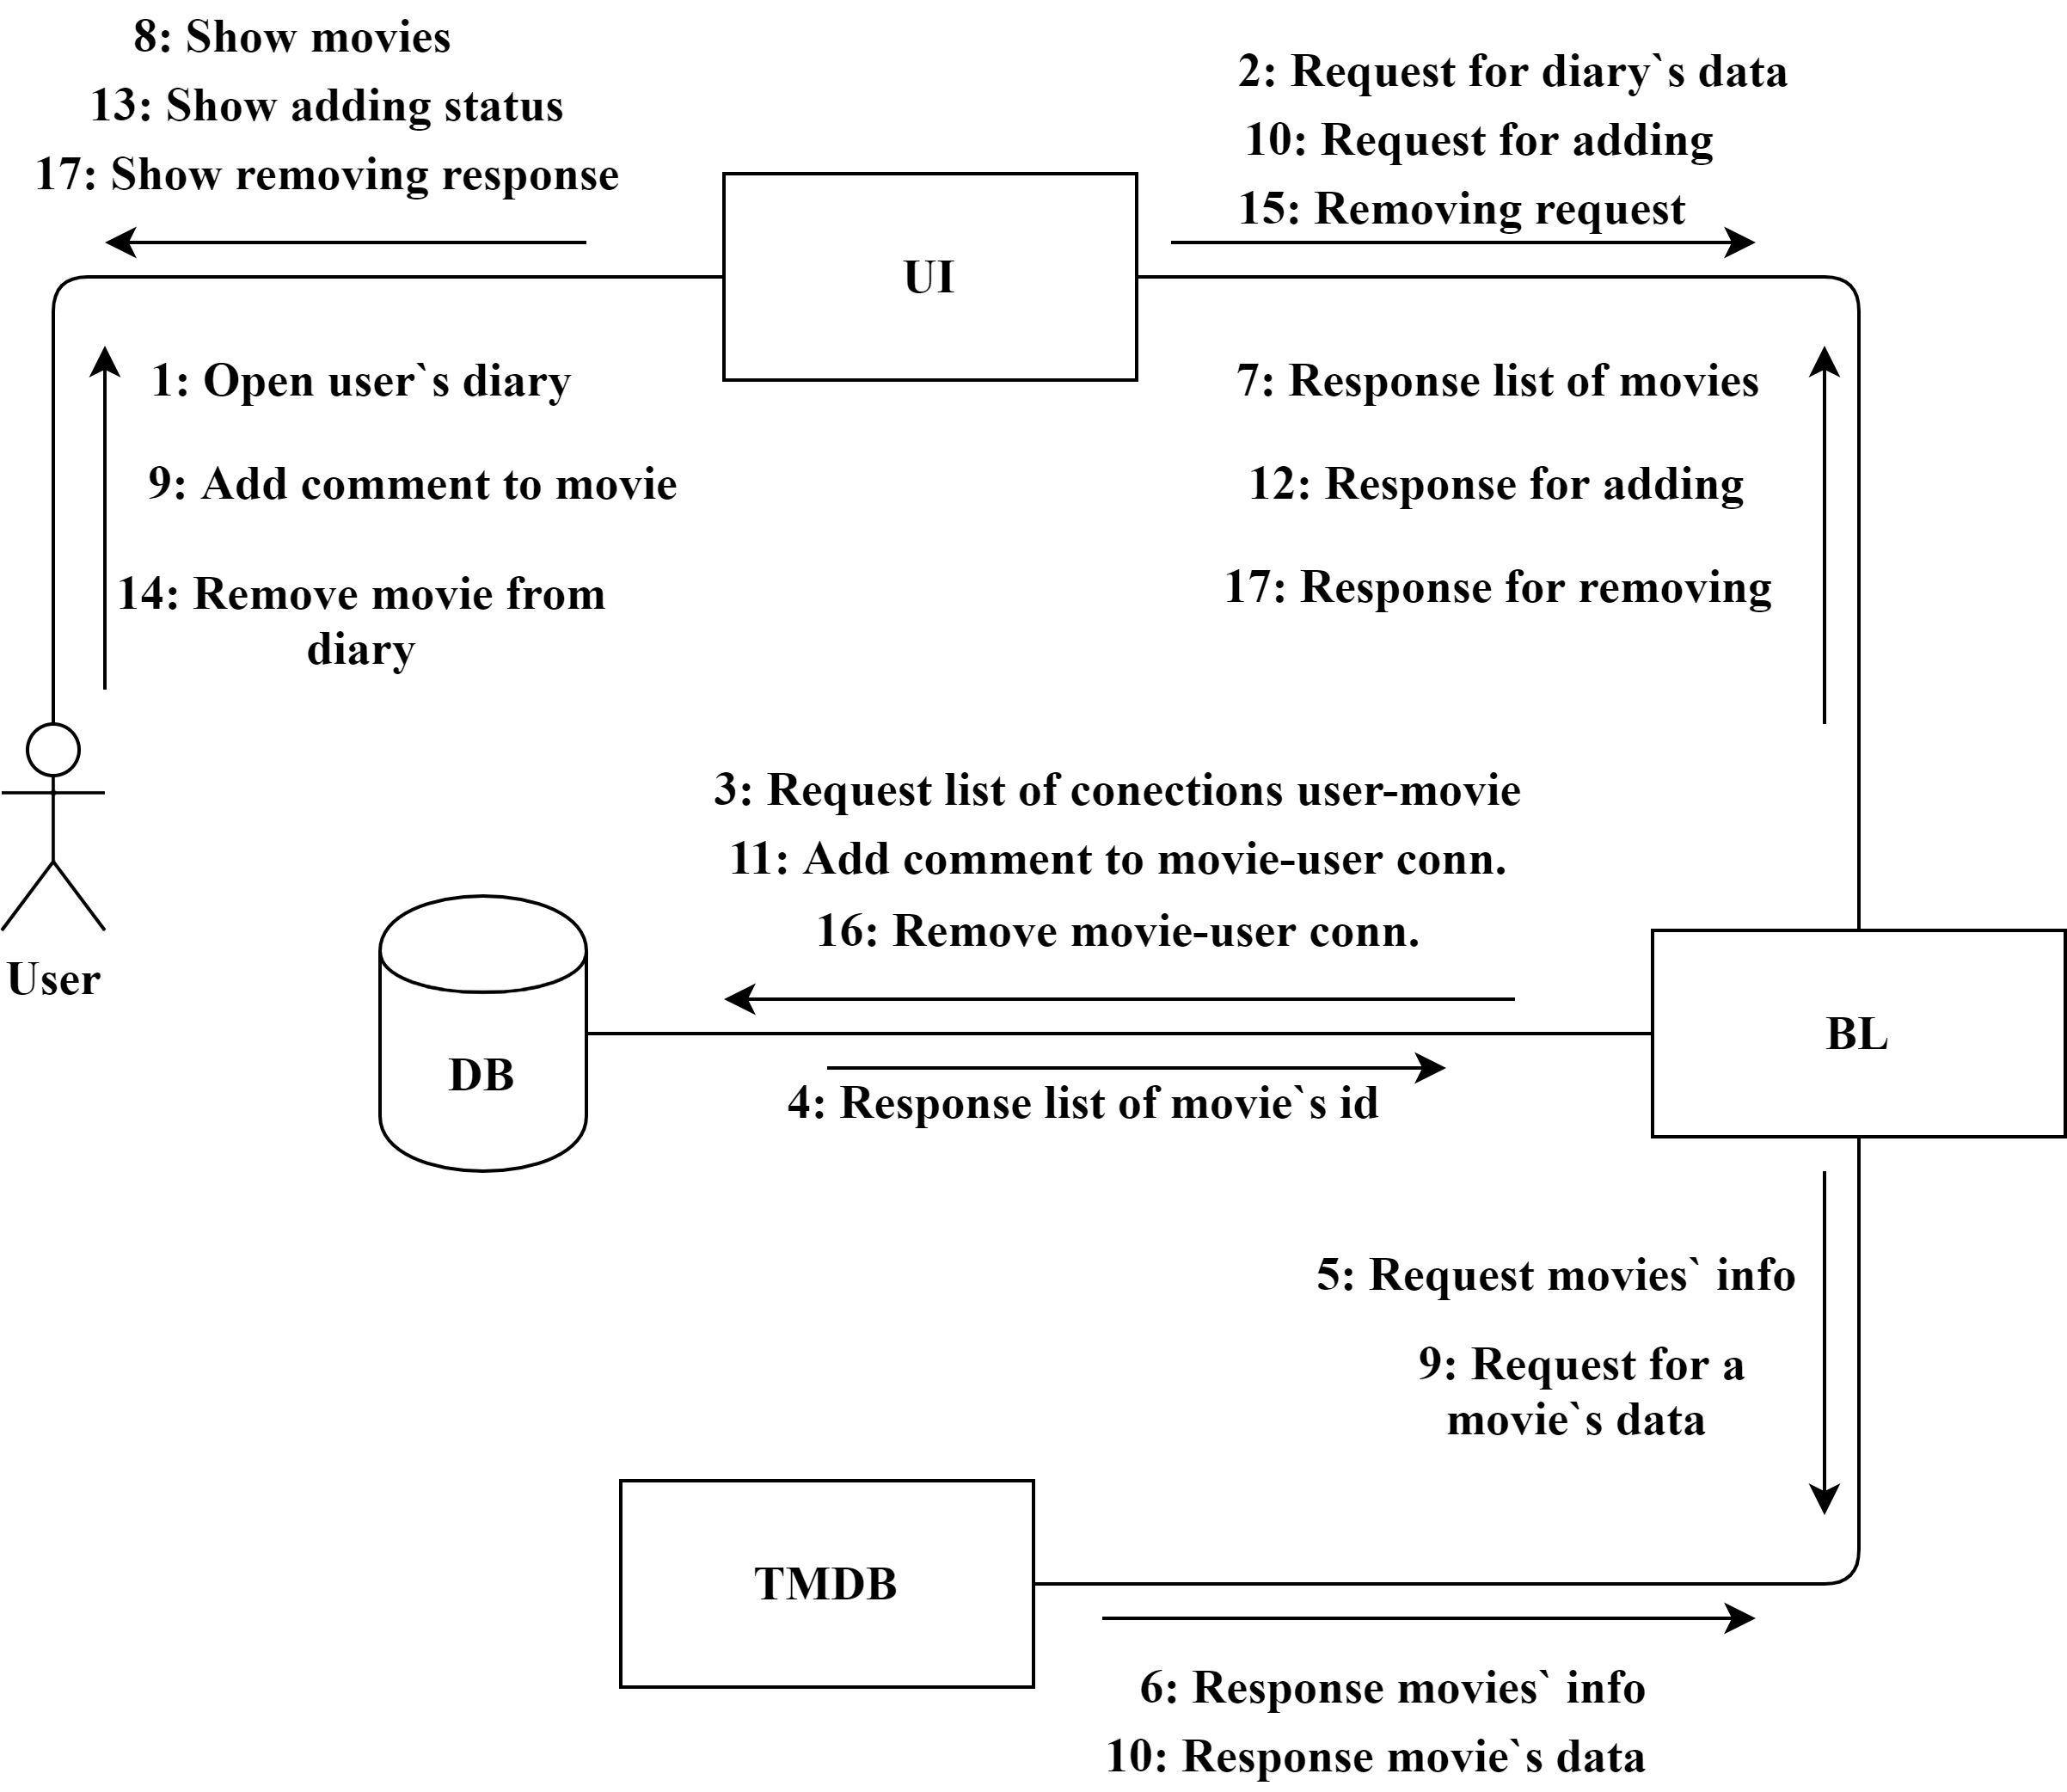 8: Show movies
13: Show adding status
17: Show removing response
2: Request for diary`s data
10: Request for adding
15: Removing request
UI
1: Open user`s diary
9: Add comment to movie
14: Remove movie from
diary
7: Response list of movies
12: Response for adding
17: Response for removing
User
3: Request list of conections user-movie
11: Add comment to movie-user conn.
16: Remove movie-user conn.
DB
BL
4: Response list of movie`s id
5: Request movies` info
9: Request for a
movie`s data
TMDB
6: Response movies` info
10: Response movie`s data